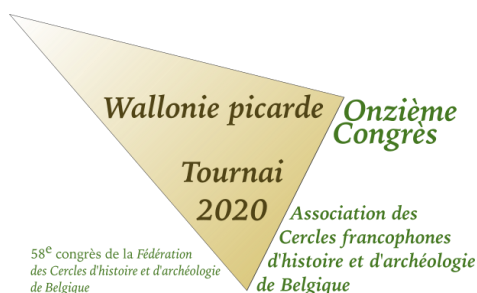 Wallonie picarde
Onzième
Congrès
Tournai
2020
Association des
Cercles francophones
d'histoire et d'archéologie
de Belgique
58e congrès de la Fédération
des Cercles d'histoire et d'archéologie
de Belgique